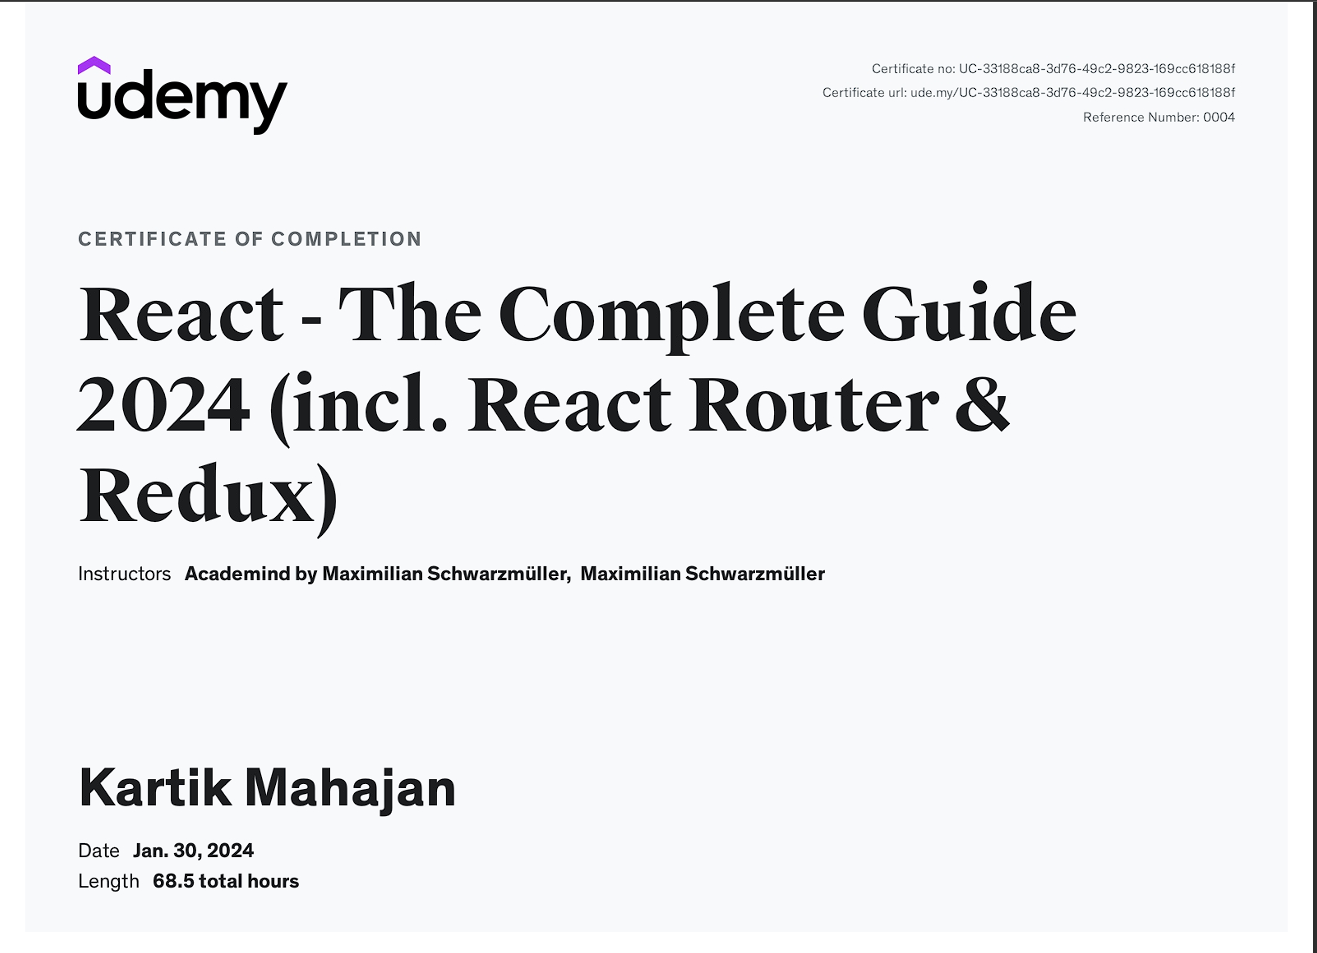 udemy
Certificate no: UC-33188ca8-3d76-49c2-9823-169cc618188f
Certificate url: ude.my/UC-33188ca8-3d76-49c2-9823-169cc618188f
Reference Number: 0004
CERTIFICATE OF COMPLETION
React - The Complete Guide
2024 (incl. React Router &
Redux)
Instructors Academind by Maximilian Schwarzmüller, Maximilian Schwarzmüller
Kartik Mahajan
Date Jan. 30, 2024
Length 68.5 total hours